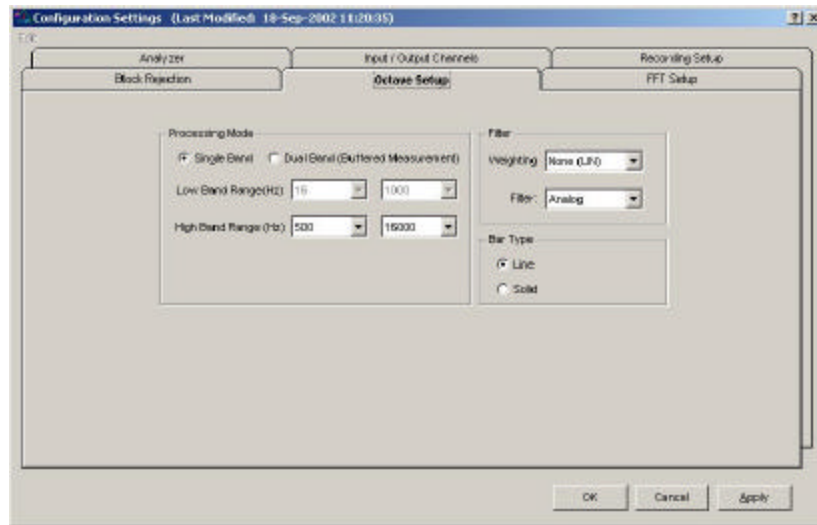 Configuration Settings (Last Modified: 18-Sep-2002 11:20:35)
Edit
Analyzer
Input / Output Channels
Recording Setup
Block Rejection
Octave Setup
FFT Setup
Processing Mode
Single Band
Dual Band (Buffered Measurement)
Low Band Range(Hz)
16
1000
High Band Range (Hz)
500
16000
Filter
Weighting
None (LIN)
Filter:
Analog
Bar Type
Line
Solid
OK
Cancel
Apply